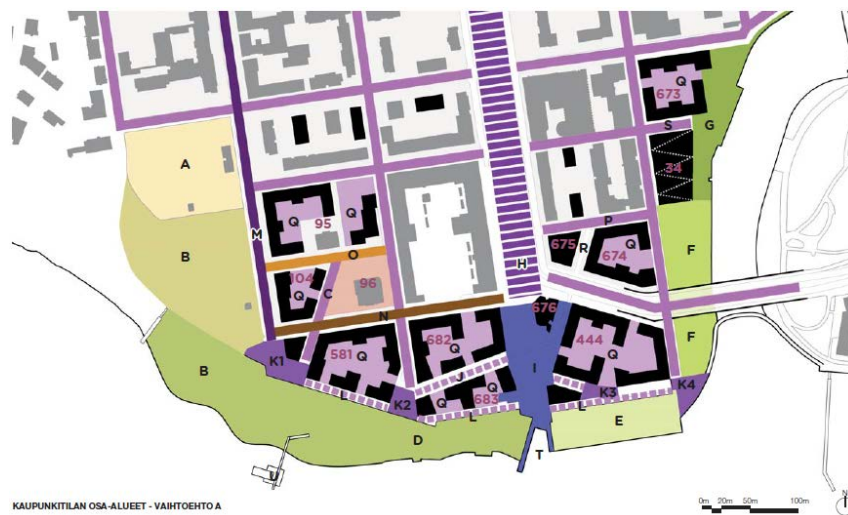 Q
673
S
G
34
A
Q
95
Q
M
P
B
675
R
Q
674
O
H
F
104
C
96
Q
N
676
K1
581
Q
682
Q
I
444
Q
F
B
J
L
K2
Q
Q
683
L
L
K3
K4
D
E
T
U
KAUPUNKITILAN OSA-ALUEET - VAIHTOEHTO A
0m 20m 50m 100m
N